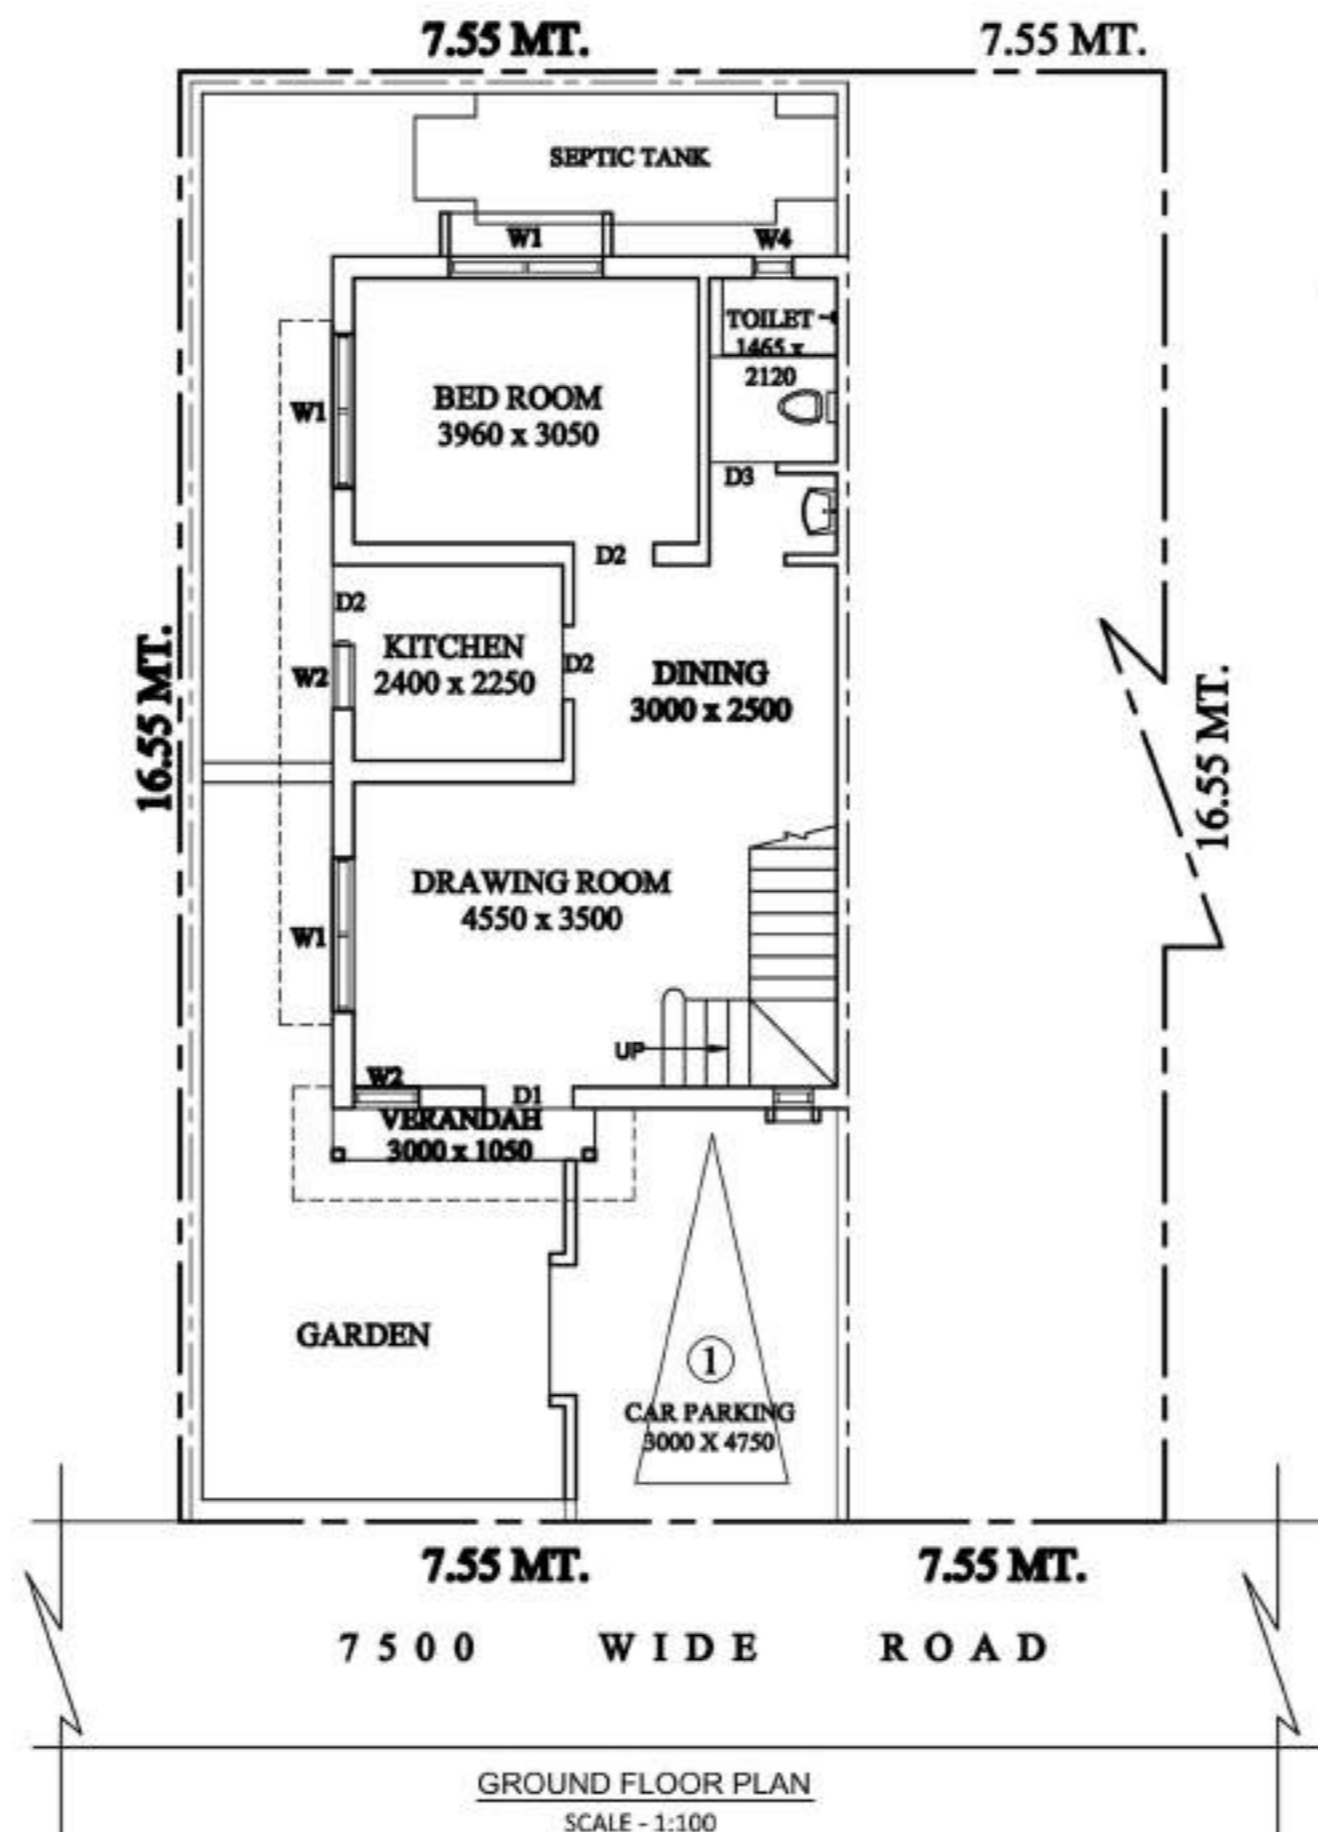 7.55 MT.
7.55 MT.
SEPTIC TANK
W1
W4
TOILET
1465 x
2120
BED ROOM
3960 x 3050
W1
D3
D2
D2
KITCHEN
2400 x 2250
W2
D2
DINING
3000 x 2500
16.55 MT.
16.55 MT.
DRAWING ROOM
4550 x 3500
W1
UP
W2
D1
VERANDAH
3000 x 1050
GARDEN
1
CAR PARKING
3000 X 4750
7.55 MT.
7.55 MT.
7500 WIDE ROAD
GROUND FLOOR PLAN
SCALE - 1:100